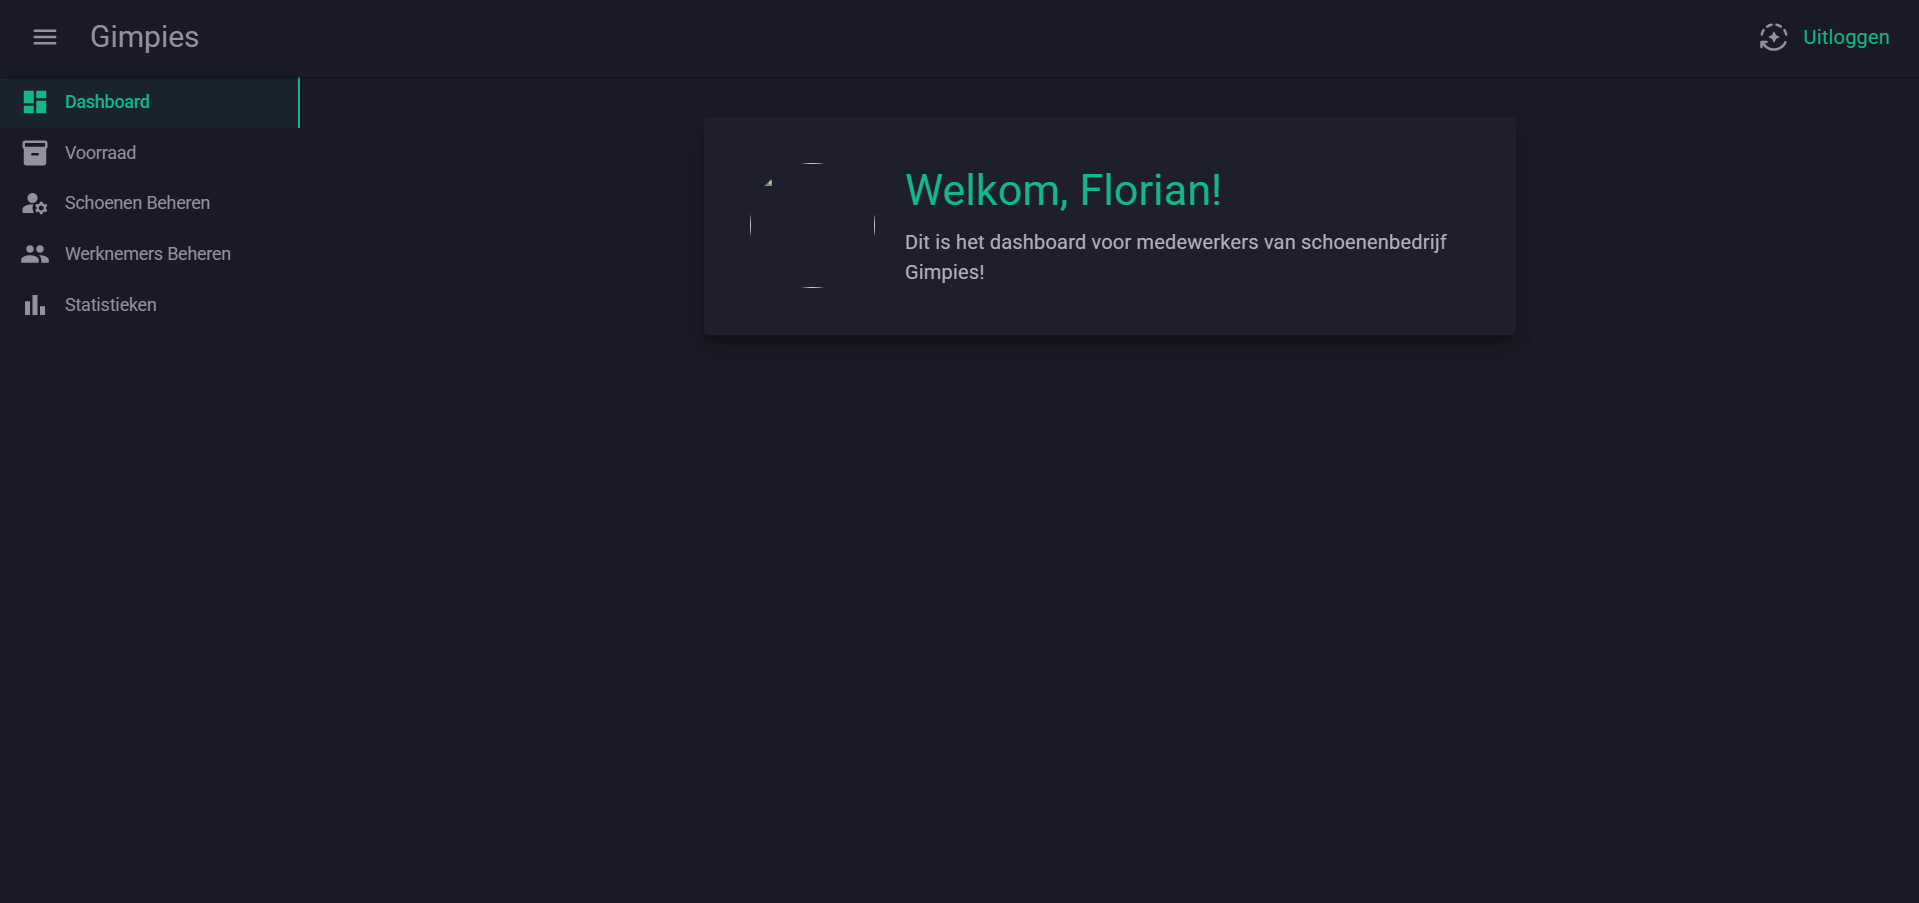 Gimpies
Uitloggen
Dashboard
Voorraad
Schoenen Beheren
Werknemers Beheren
Statistieken
Welkom, Florian!
Dit is het dashboard voor medewerkers van schoenenbedrijf
Gimpies!